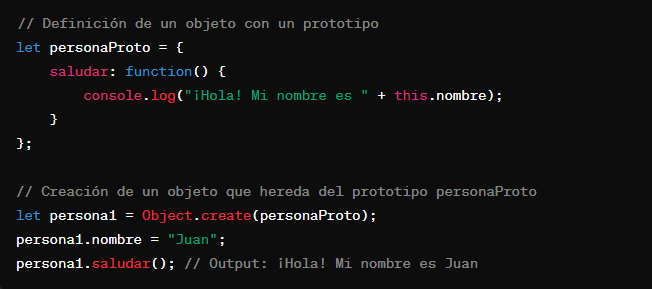 // Definición de un objeto con un prototipo
let personaProto = {
    saludar: function() {
        console.log("¡Hola! Mi nombre es " + this.nombre);
    }
};

// Creación de un objeto que hereda del prototipo personaProto
let persona1 = Object.create(personaProto);
persona1.nombre = "Juan";
persona1.saludar(); // Output: ¡Hola! Mi nombre es Juan